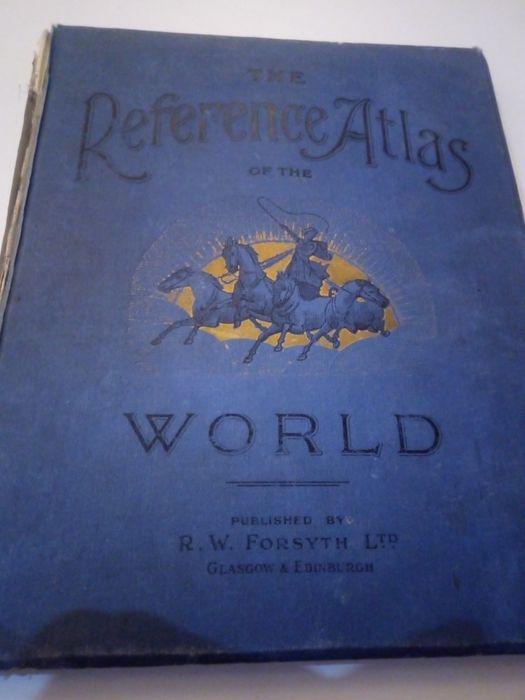 THE
Reference Atlas
OF THE
WORLD
PUBLISHED BY
R. W. FORSYTH LTD.
GLASGOW & EDINBURGH